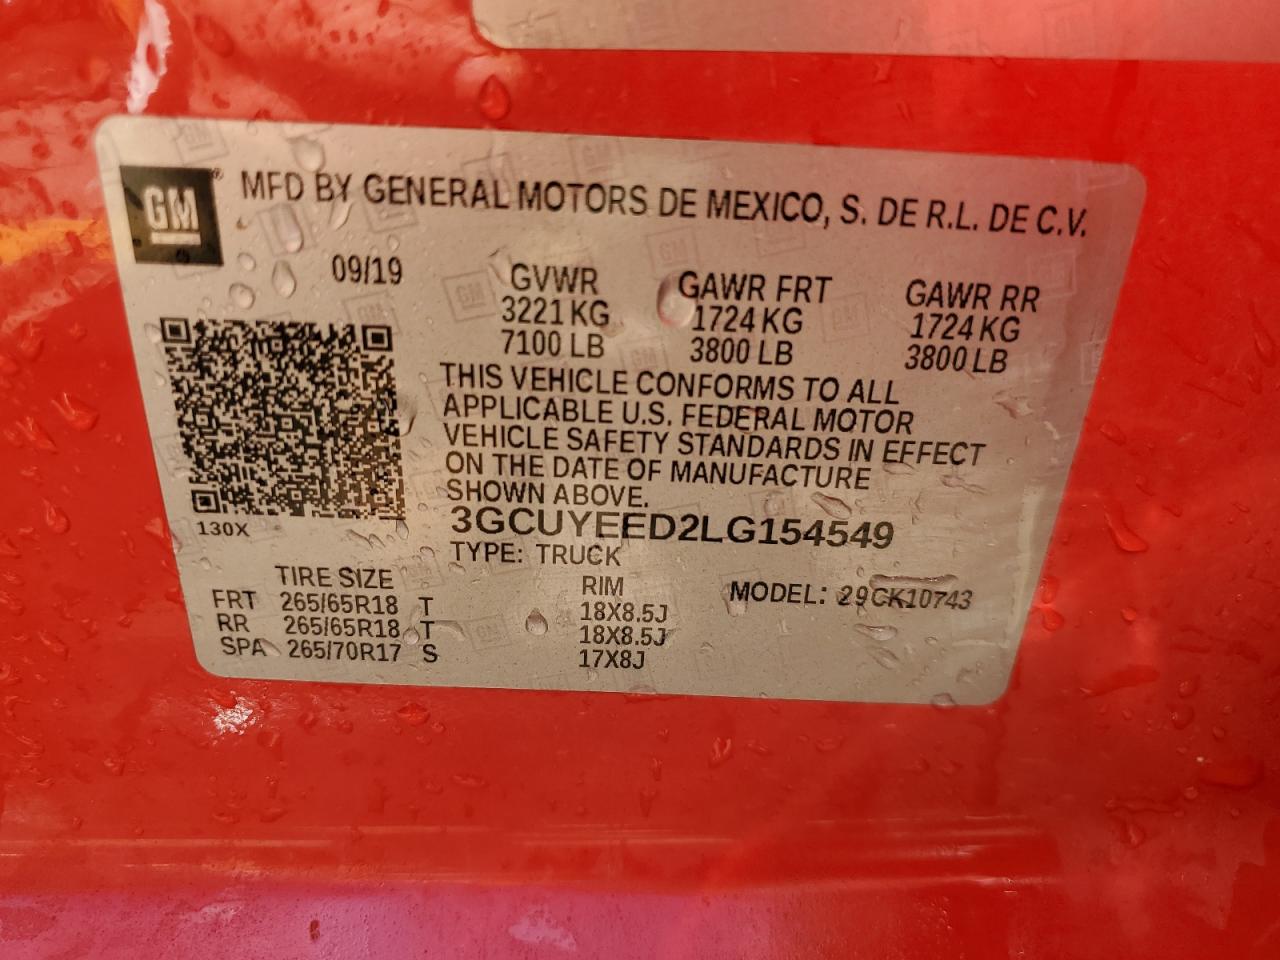 GM
MFD BY GENERAL MOTORS DE MEXICO, S. DE R.L. DE C.V.
09/19
GVWR GAWR FRT GAWR RR
3221 KG 1724 KG 1724 KG
7100 LB 3800 LB 3800 LB
THIS VEHICLE CONFORMS TO ALL
APPLICABLE U.S. FEDERAL MOTOR
VEHICLE SAFETY STANDARDS IN EFFECT
ON THE DATE OF MANUFACTURE
SHOWN ABOVE.
130X
3GCUYEED2LG154549
TYPE: TRUCK
TIRE SIZE RIM MODEL: 29CK10743
FRT 265/65R18 T 18X8.5J
RR 265/65R18 T 18X8.5J
SPA 265/70R17 S 17X8J